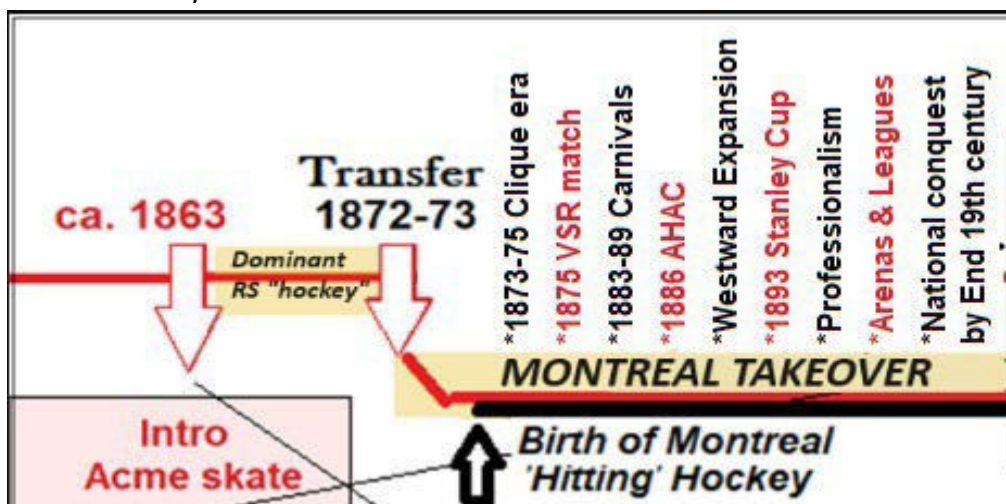 ca. 1863
Transfer
1872-73
Dominant
RS "hockey"
*1873-75 Clique era
*1875 VSR match
*1883-89 Carnivals
*1886 AHAC
*Westward Expansion
*1893 Stanley Cup
*Professionalism
*Arenas & Leagues
*National conquest
by End 19th century
MONTREAL TAKEOVER
Birth of Montreal
'Hitting' Hockey
Intro
Acme skate